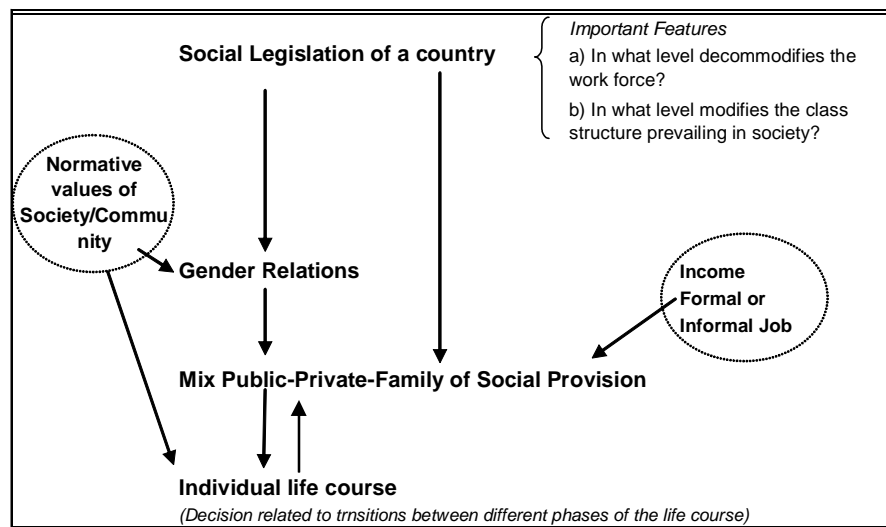 Social Legislation of a country
Important Features
a) In what level decommodifies the
work force?
b) In what level modifies the class
structure prevailing in society?
Normative
values of
Society/Commu
nity
Gender Relations
Income
Formal or
Informal Job
Mix Public-Private-Family of Social Provision
Individual life course
(Decision related to trnsitions between different phases of the life course)